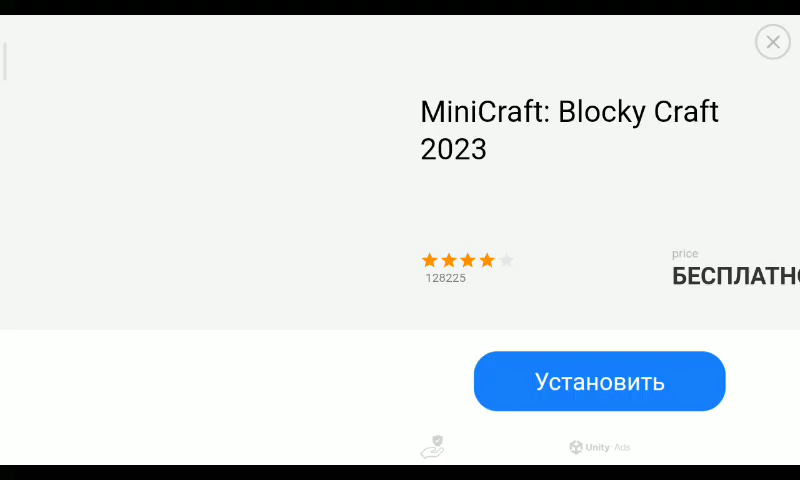 MiniCraft: Blocky Craft
2023
128225
price
БЕСПЛАТНО
Установить
Unity Ads